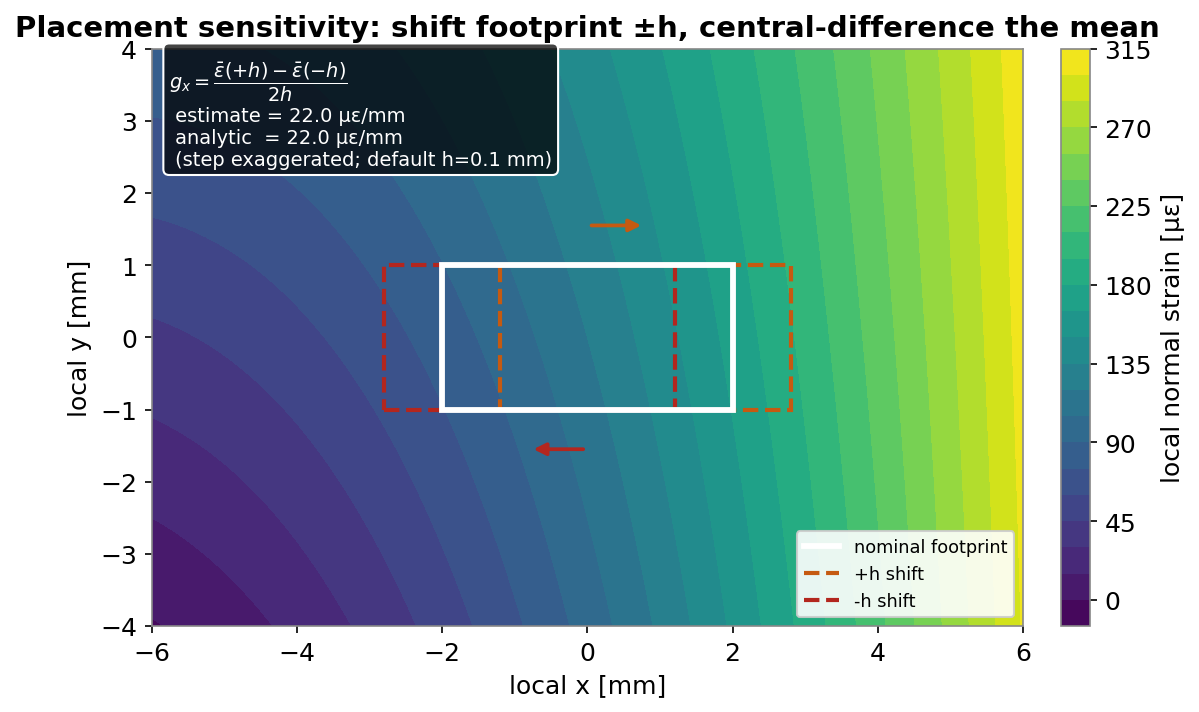 Placement sensitivity: shift footprint ±h, central-difference the mean
g_x = (ε̄(+h) − ε̄(−h)) / 2h
estimate = 22.0 με/mm
analytic = 22.0 με/mm
(step exaggerated; default h=0.1 mm)
4
3
2
1
0
−1
−2
−3
−4
local y [mm]
−6
−4
−2
0
2
4
6
local x [mm]
nominal footprint
+h shift
-h shift
315
270
225
180
135
90
45
0
local normal strain [με]